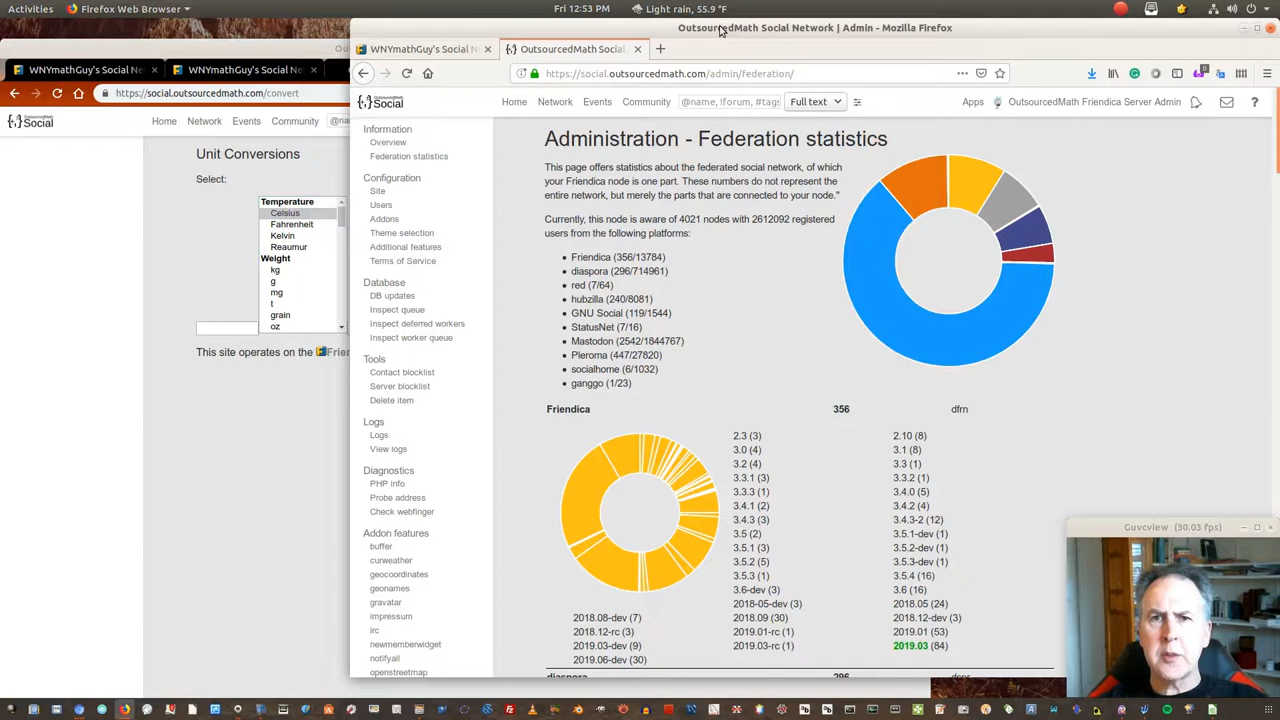 Activities
Firefox Web Browser
Fri 12:53 PM
Light rain, 55.9 °F
OutsourcedMath Social Network | Admin - Mozilla Firefox
WNYmathGuy's Social Ne
WNYmathGuy's Social Ne
https://social.outsourcedmath.com/convert
Social
Home
Network
Events
Community
Unit Conversions
Select:
Temperature
Celsius
Fahrenheit
Kelvin
Reaumur
Weight
kg
g
mg
t
grain
oz
This site operates on the
WNYmathGuy's Social N
OutsourcedMath Social
https://social.outsourcedmath.com/admin/federation/
Social
Home
Network
Events
Community
@name, !forum, #tags
Full text
Apps
OutsourcedMath Friendica Server Admin
Information
Overview
Federation statistics
Configuration
Site
Users
Addons
Theme selection
Additional features
Terms of Service
Database
DB updates
Inspect queue
Inspect deferred workers
Inspect worker queue
Tools
Contact blocklist
Server blocklist
Delete item
Logs
Logs
View logs
Diagnostics
PHP info
Probe address
Check webfinger
Addon features
buffer
curweather
geocoordinates
geonames
gravatar
impressum
irc
newmemberwidget
notifyall
openstreetmap
Administration - Federation statistics
This page offers statistics about the federated social network, of which
your Friendica node is one part. These numbers do not represent the
entire network, but merely the parts that are connected to your node."
Currently, this node is aware of 4021 nodes with 2612092 registered
users from the following platforms:
Friendica (356/13784)
diaspora (296/714961)
red (7/64)
hubzilla (240/8081)
GNU Social (119/1544)
StatusNet (7/16)
Mastodon (2542/1844767)
Pleroma (447/27820)
socialhome (6/1032)
ganggo (1/23)
Friendica 356 dfrn
2.3 (3) 2.10 (8)
3.0 (4) 3.1 (8)
3.2 (4) 3.3 (1)
3.3.1 (3) 3.3.2 (1)
3.3.3 (1) 3.4.0 (5)
3.4.1 (2) 3.4.2 (4)
3.4.3 (3) 3.4.3-2 (12)
3.5 (2) 3.5.1-dev (1)
3.5.1 (3) 3.5.2-dev (1)
3.5.2 (5) 3.5.3-dev (1)
3.5.3 (1) 3.5.4 (16)
3.6-dev (3) 3.6 (16)
2018-05-dev (3) 2018.05 (24)
2018.08-dev (7) 2018.09 (30) 2018.12-dev (3)
2018.12-rc (3) 2019.01-rc (1) 2019.01 (53)
2019.03-dev (9) 2019.03-rc (1) 2019.03 (84)
2019.06-dev (30)
Guvcview (30.03 fps)